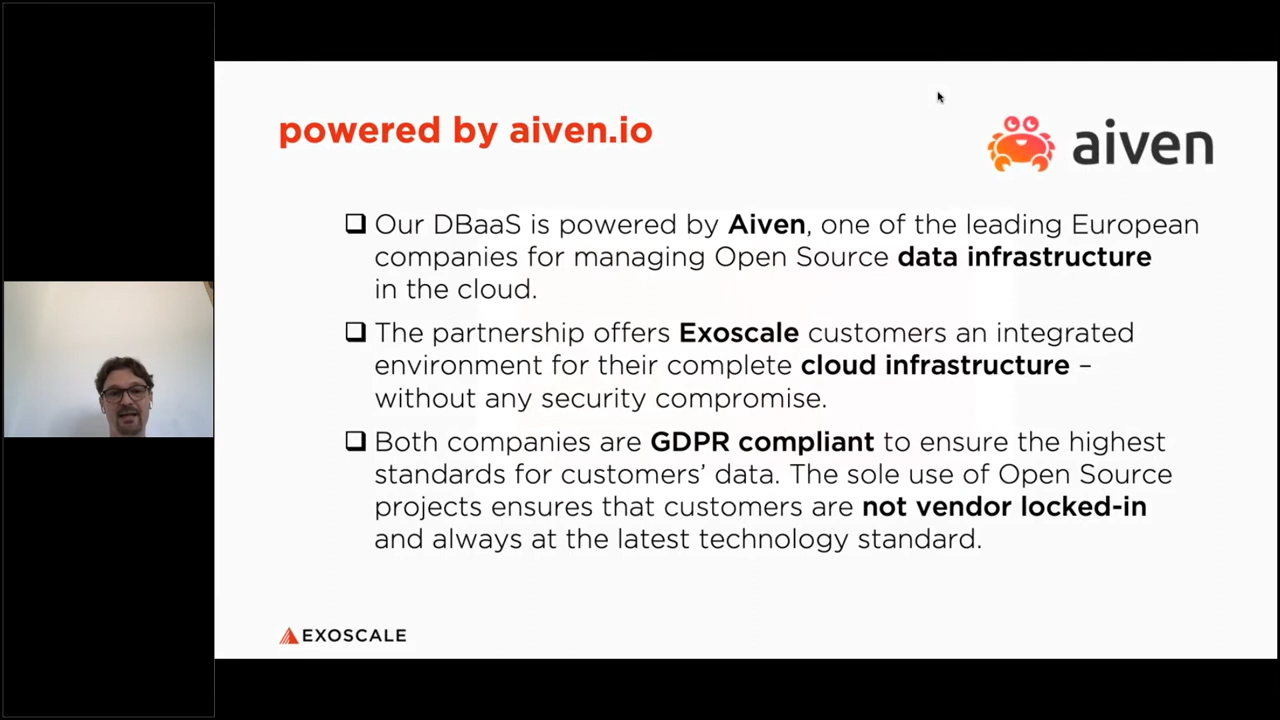 powered by aiven.io
aiven
❑ Our DBaaS is powered by Aiven, one of the leading European
companies for managing Open Source data infrastructure
in the cloud.
❑ The partnership offers Exoscale customers an integrated
environment for their complete cloud infrastructure –
without any security compromise.
❑ Both companies are GDPR compliant to ensure the highest
standards for customers’ data. The sole use of Open Source
projects ensures that customers are not vendor locked-in
and always at the latest technology standard.
EXOSCALE